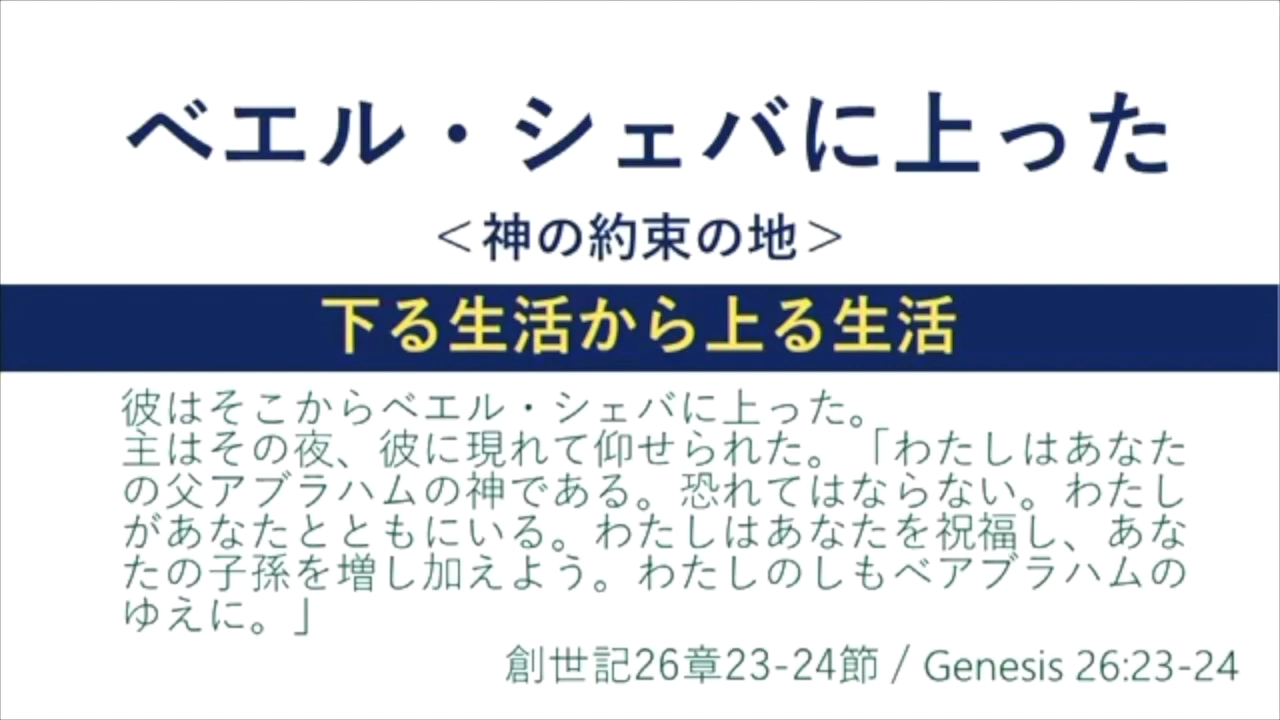 ベエル・シェバに上った
＜神の約束の地＞
下る生活から上る生活
彼はそこからベエル・シェバに上った。
主はその夜、彼に現れて仰せられた。「わたしはあなた
の父アブラハムの神である。恐れてはならない。わたし
があなたとともにいる。わたしはあなたを祝福し、あな
たの子孫を増し加えよう。わたしのしもべアブラハムの
ゆえに。」
創世記26章23-24節 / Genesis 26:23-24